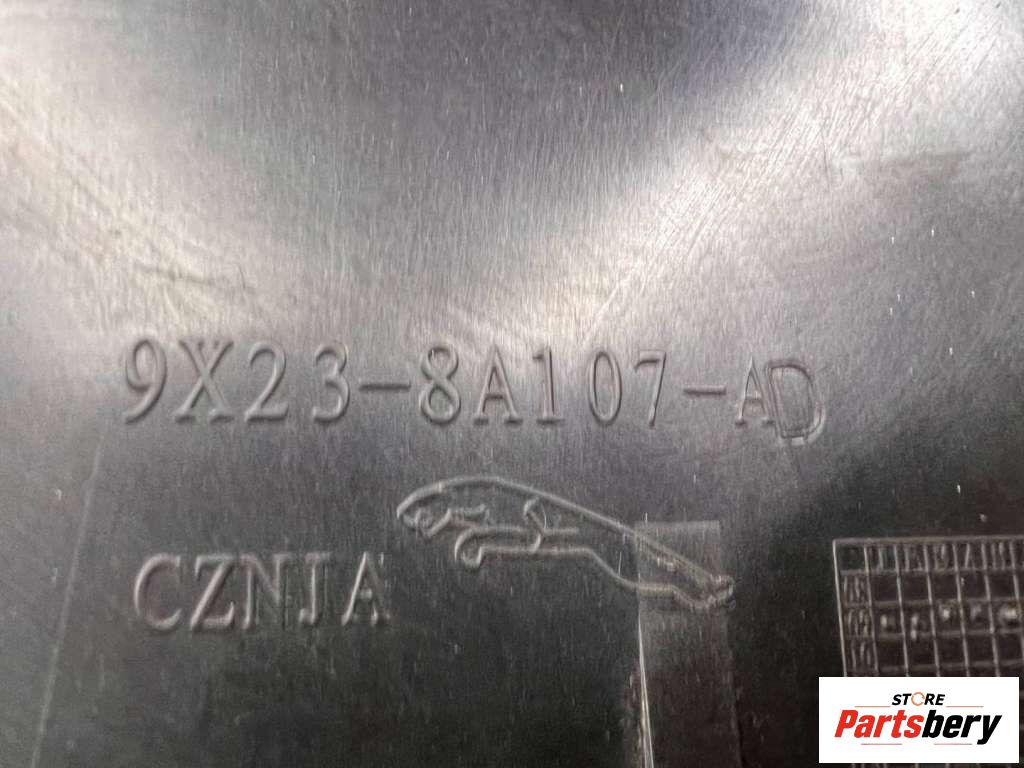 9X23-8A107-AD
CZNJA
STORE
Partsbery